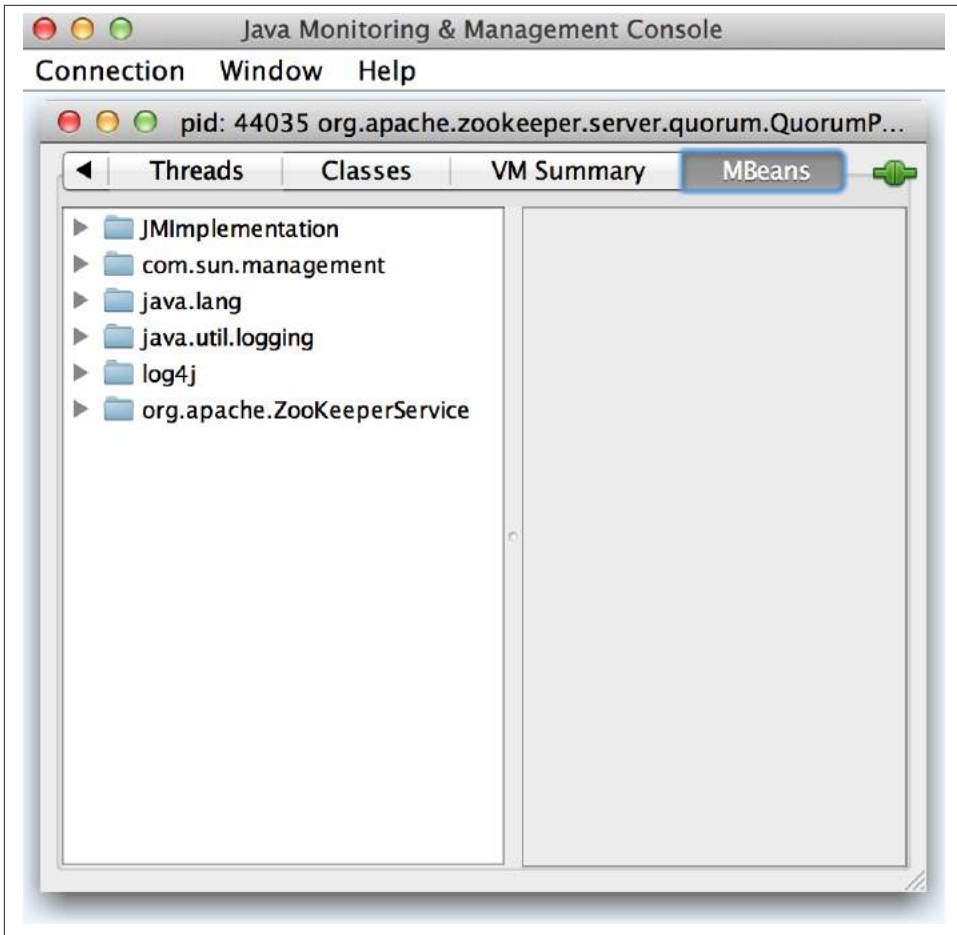 Java Monitoring & Management Console
Connection Window Help
pid: 44035 org.apache.zookeeper.server.quorum.QuorumP...
Threads Classes VM Summary MBeans
JMImplementation
com.sun.management
java.lang
java.util.logging
log4j
org.apache.ZooKeeperService